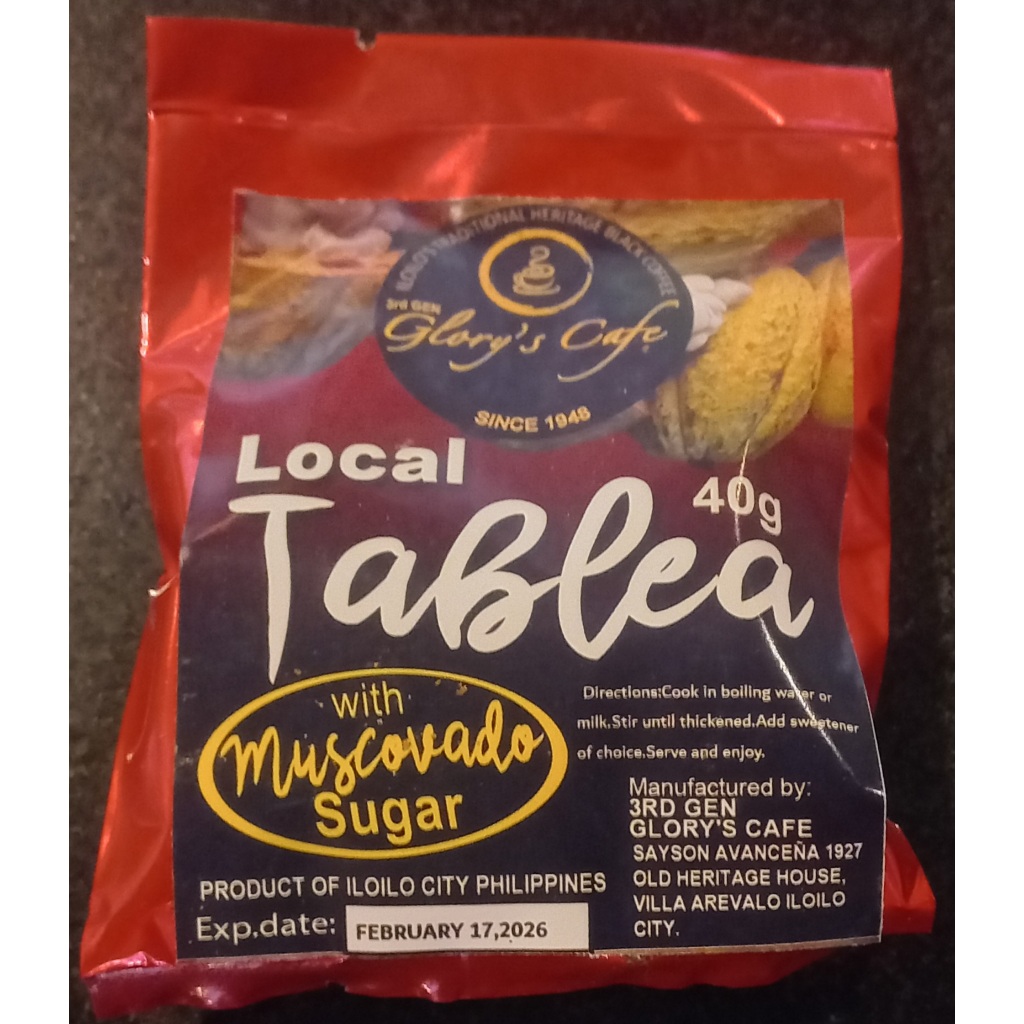 ILOILO'S TRADITIONAL HERITAGE BLACK COFFEE
3rd GEN
Glory's Cafe
SINCE 1948
Local
Tablea
40g
with
Muscovado
Sugar
Directions:Cook in boiling water or
milk.Stir until thickened.Add sweetener
of choice.Serve and enjoy.
Manufactured by:
3RD GEN
GLORY'S CAFE
SAYSON AVANCEÑA 1927
OLD HERITAGE HOUSE,
VILLA AREVALO ILOILO
CITY.
PRODUCT OF ILOILO CITY PHILIPPINES
Exp.date: FEBRUARY 17,2026